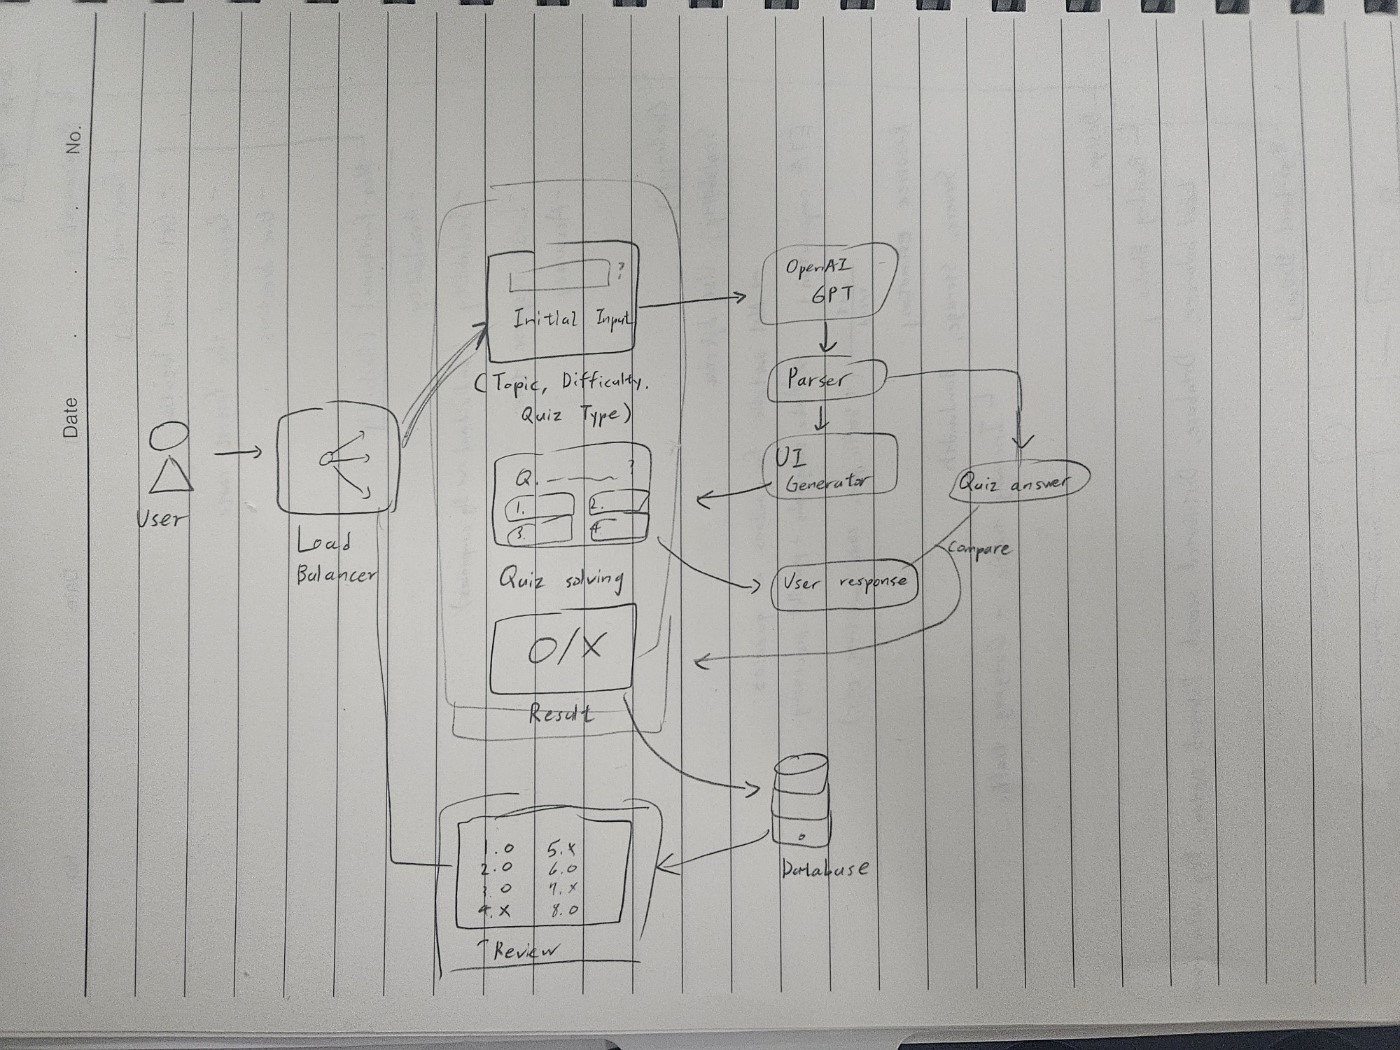 No.
Date
User
Load
Balancer
?
Initial Input
(Topic, Difficulty.
Quiz Type)
Q. ?
1. 2.
3. 4.
Quiz solving
O/X
Result
OpenAI
GPT
Parser
UI
Generator
Quiz answer
Compare
User response
Database
1. O 5. X
2. O 6. O
3. O 7. X
4. X 8. O
Review